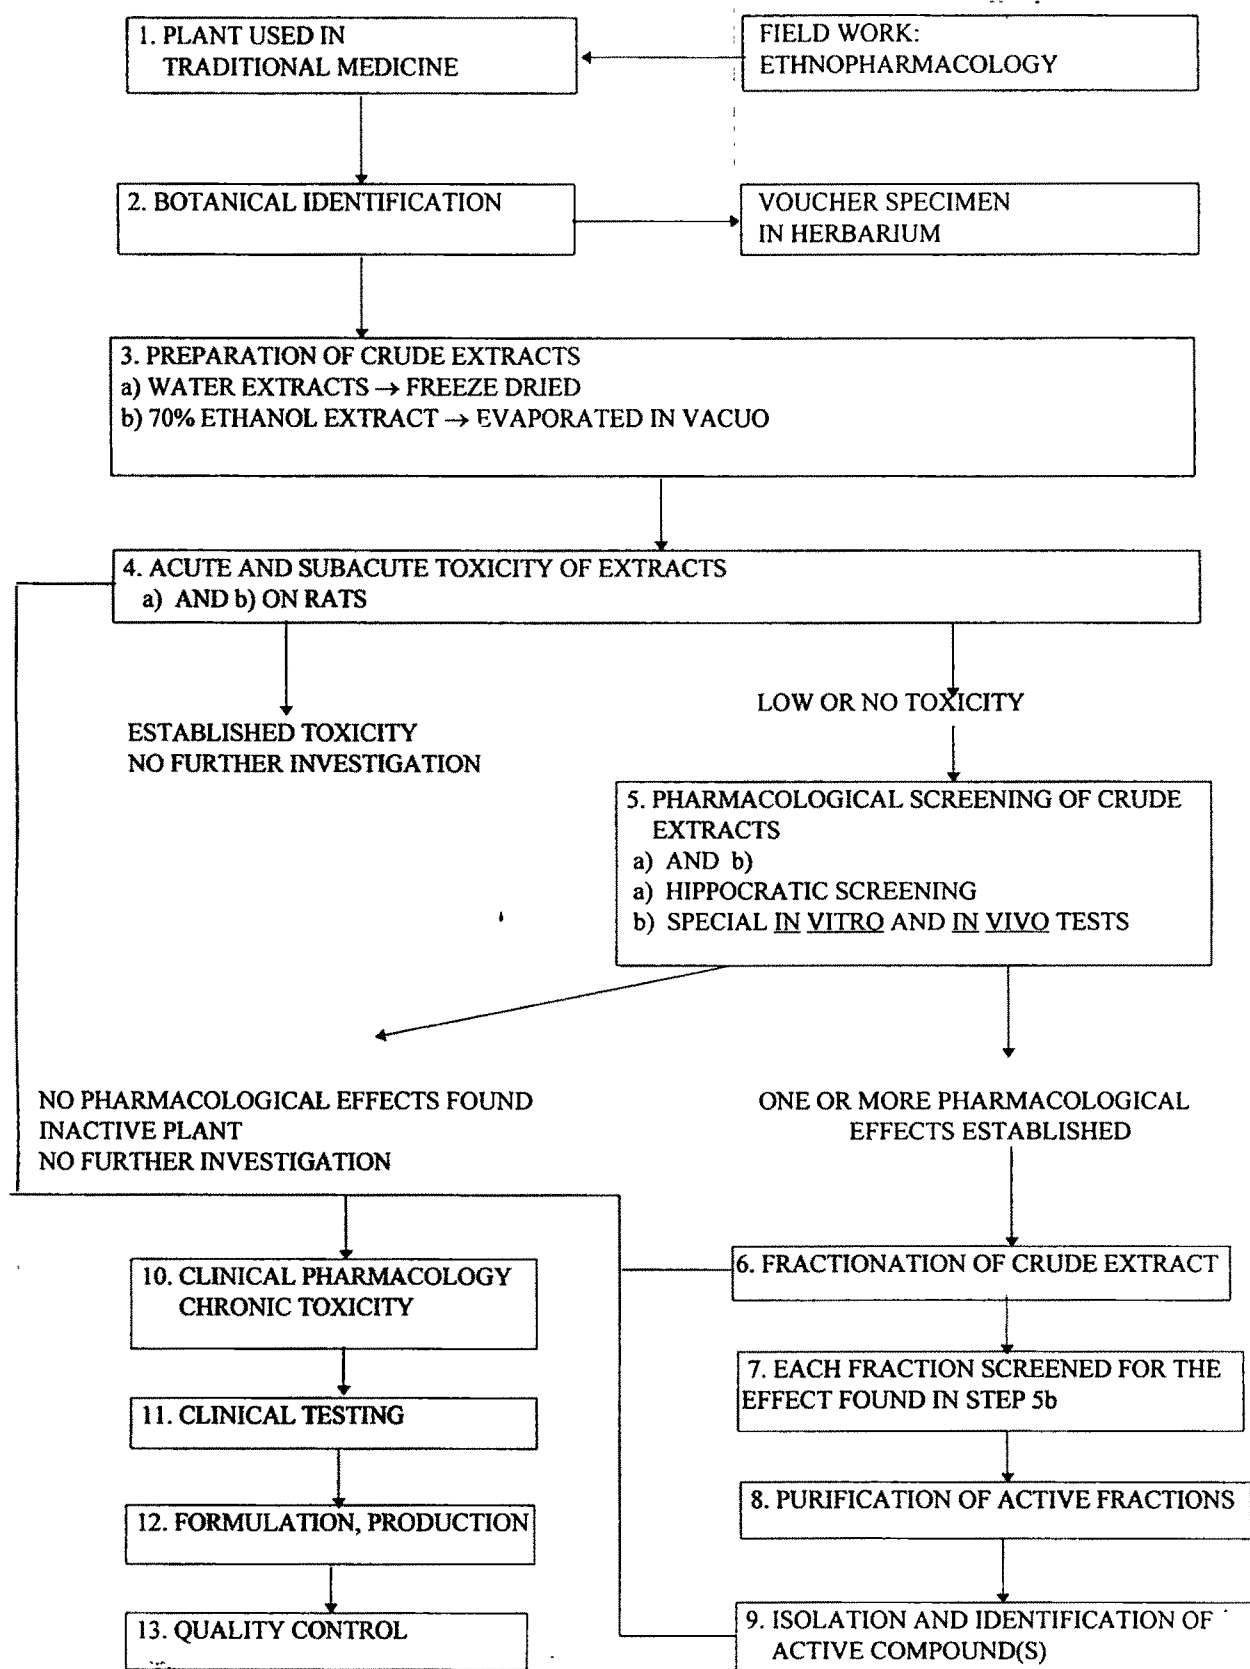 1. PLANT USED IN
TRADITIONAL MEDICINE
FIELD WORK:
ETHNOPHARMACOLOGY
2. BOTANICAL IDENTIFICATION
VOUCHER SPECIMEN
IN HERBARIUM
3. PREPARATION OF CRUDE EXTRACTS
a) WATER EXTRACTS → FREEZE DRIED
b) 70% ETHANOL EXTRACT → EVAPORATED IN VACUO
4. ACUTE AND SUBACUTE TOXICITY OF EXTRACTS
a) AND b) ON RATS
ESTABLISHED TOXICITY
NO FURTHER INVESTIGATION
LOW OR NO TOXICITY
5. PHARMACOLOGICAL SCREENING OF CRUDE
EXTRACTS
a) AND b)
a) HIPPOCRATIC SCREENING
b) SPECIAL IN VITRO AND IN VIVO TESTS
NO PHARMACOLOGICAL EFFECTS FOUND
INACTIVE PLANT
NO FURTHER INVESTIGATION
ONE OR MORE PHARMACOLOGICAL
EFFECTS ESTABLISHED
6. FRACTIONATION OF CRUDE EXTRACT
7. EACH FRACTION SCREENED FOR THE
EFFECT FOUND IN STEP 5b
8. PURIFICATION OF ACTIVE FRACTIONS
9. ISOLATION AND IDENTIFICATION OF
ACTIVE COMPOUND(S)
10. CLINICAL PHARMACOLOGY
CHRONIC TOXICITY
11. CLINICAL TESTING
12. FORMULATION, PRODUCTION
13. QUALITY CONTROL